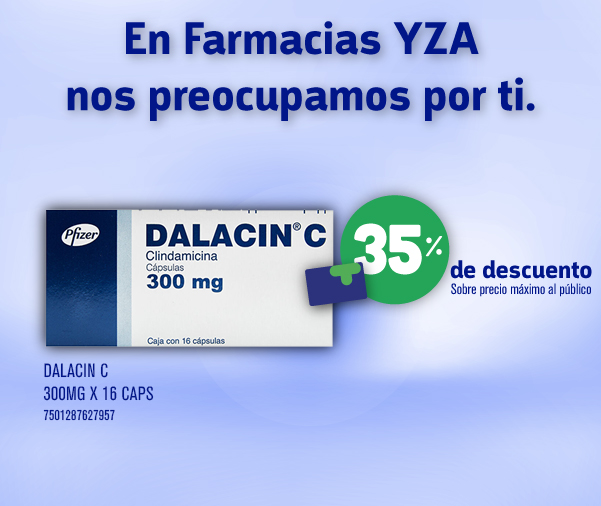 En Farmacias YZA
nos preocupamos por ti.
Pfizer
DALACIN® C
Clindamicina
Cápsulas
300 mg
Caja con 16 cápsulas
35%
de descuento
Sobre precio máximo al público
DALACIN C
300MG X 16 CAPS
7501287627957